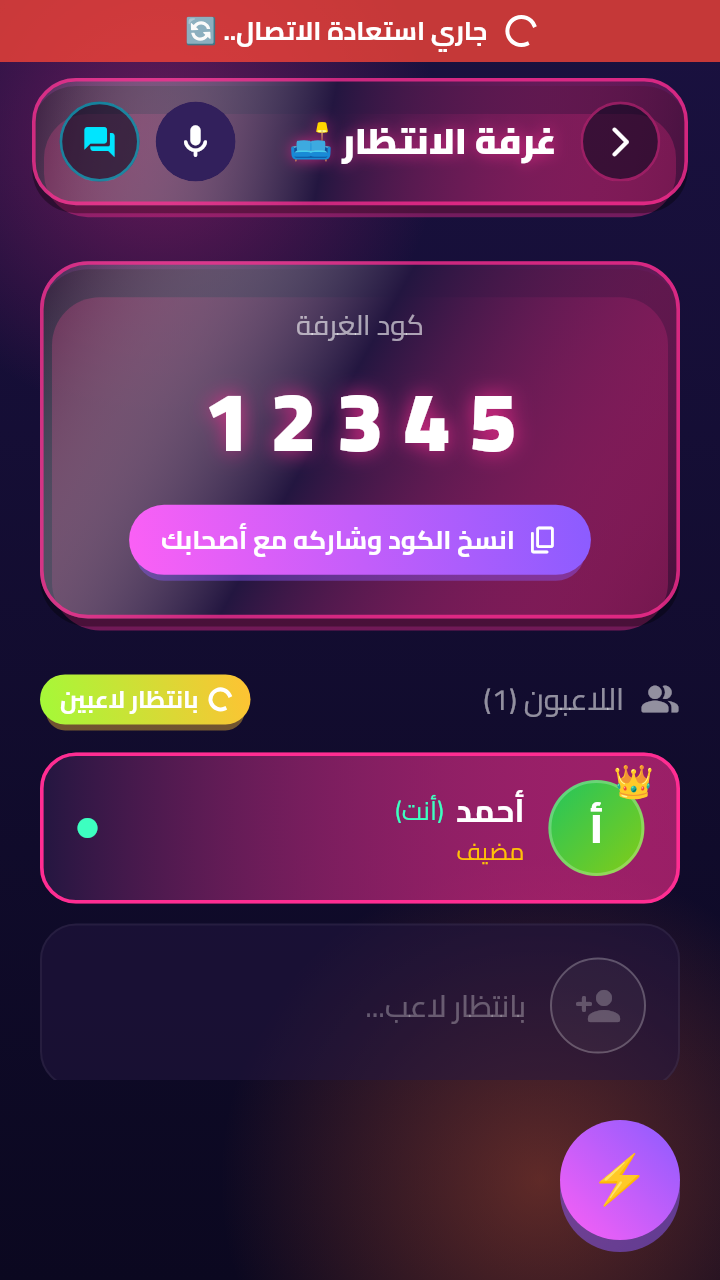 جاري استعادة الاتصال.. 🔄
غرفة الانتظار 🛋️
كود الغرفة
12345
انسخ الكود وشاركه مع أصحابك
اللاعبون (1)
بانتظار لاعبين
أ
أحمد (أنت)
مضيف
بانتظار لاعب...